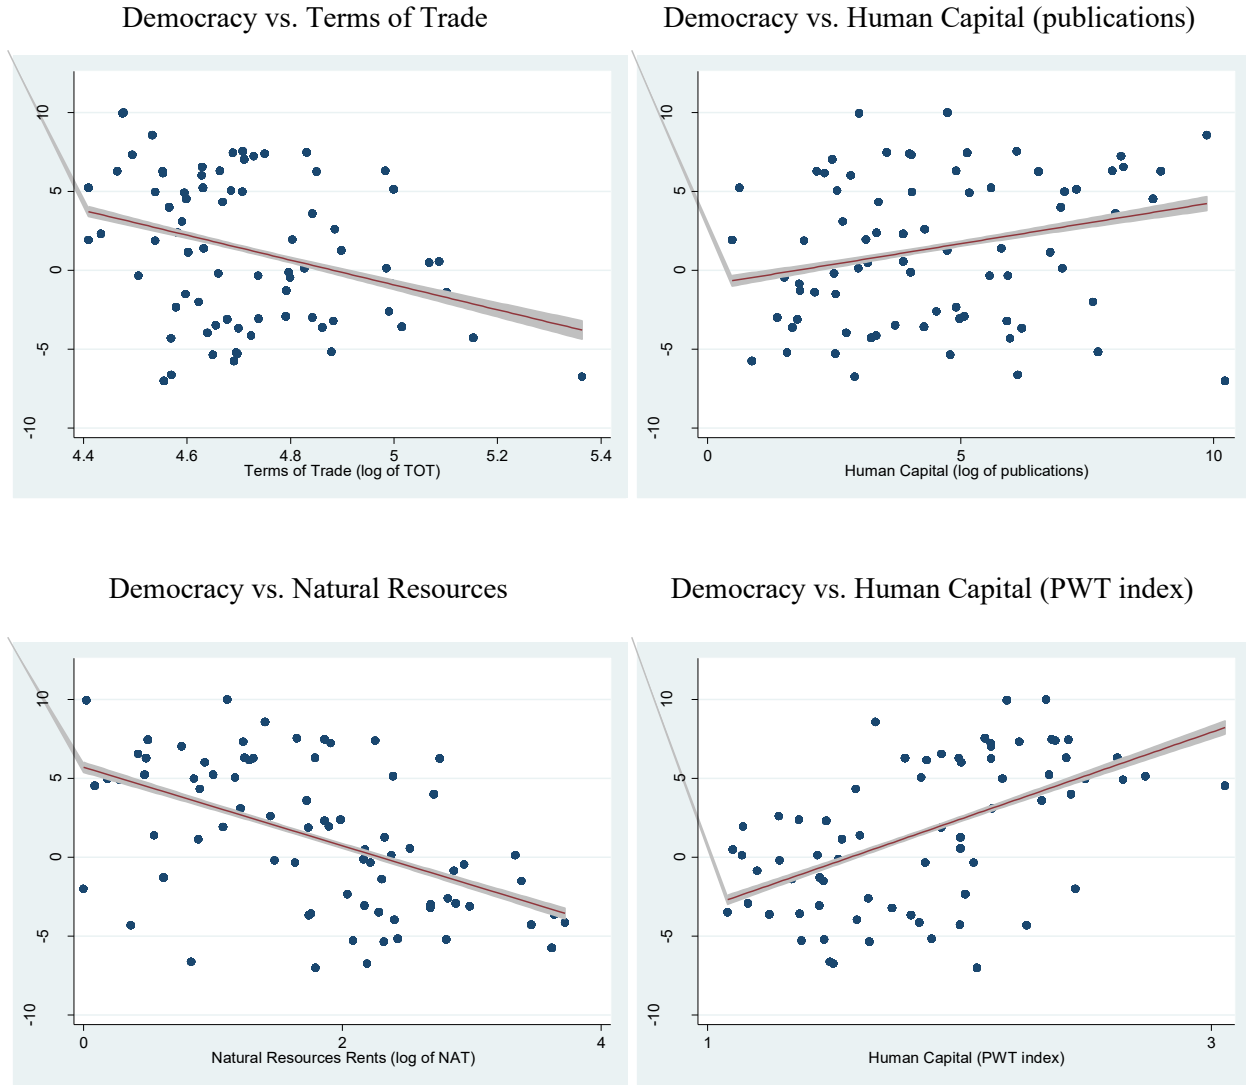 Democracy vs. Terms of Trade
10
5
0
-5
-10
4.4 4.6 4.8 5 5.2 5.4
Terms of Trade (log of TOT)
Democracy vs. Human Capital (publications)
10
5
0
-5
-10
0 5 10
Human Capital (log of publications)
Democracy vs. Natural Resources
10
5
0
-5
-10
0 2 4
Natural Resources Rents (log of NAT)
Democracy vs. Human Capital (PWT index)
10
5
0
-5
-10
1 3
Human Capital (PWT index)